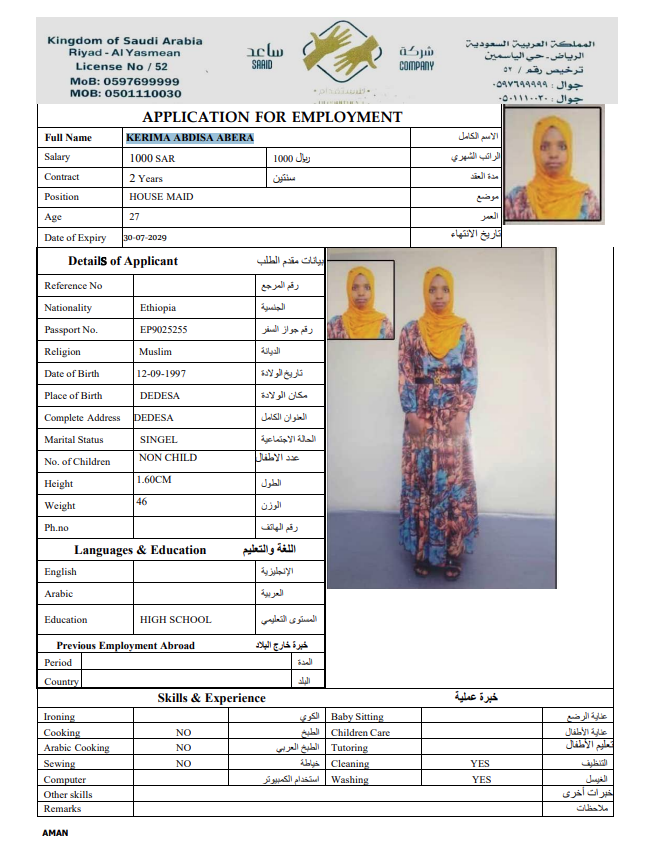 Kingdom of Saudi Arabia
Riyadh - Al Yasmean
License No / 52
MoB: 0597699999
MOB: 0501110030
ساعد
SAAID
شركة
COMPANY
للاستقدام
المملكة العربية السعودية
الرياض-حي الياسمين
ترخيص رقم / ٥٢
جوال : ٠٥٩٧٦٩٩٩٩٩
جوال : ٠٥٠١١١٠٠٣٠
APPLICATION FOR EMPLOYMENT
Full Name KERIMA ABDISA ABERA الاسم الكامل
Salary 1000 SAR 1000 ريال الراتب الشهري
Contract 2 Years سنتين مدة العقد
Position HOUSE MAID موضع
Age 27 العمر
Date of Expiry 30-07-2029 تاريخ الانتهاء
Details of Applicant بيانات مقدم الطلب
Reference No رقم المرجع
Nationality Ethiopia الجنسية
Passport No. EP9025255 رقم جواز السفر
Religion Muslim الديانة
Date of Birth 12-09-1997 تاريخ الولادة
Place of Birth DEDESA مكان الولادة
Complete Address DEDESA العنوان الكامل
Marital Status SINGEL الحالة الاجتماعية
No. of Children NON CHILD عدد الاطفال
Height 1.60CM الطول
Weight 46 الوزن
Ph.no رقم الهاتف
Languages & Education اللغة والتعليم
English الإنجليزية
Arabic العربية
Education HIGH SCHOOL المستوى التعليمي
Previous Employment Abroad خبرة خارج البلاد
Period المدة
Country البلد
Skills & Experience خبرة عملية
Ironing الكوي Baby Sitting عناية الرضع
Cooking NO الطبخ Children Care عناية الأطفال
Arabic Cooking NO الطبخ العربي Tutoring تعليم الأطفال
Sewing NO خياطة Cleaning YES التنظيف
Computer استخدام الكمبيوتر Washing YES الغسيل
Other skills خبرات أخرى
Remarks ملاحظات
AMAN